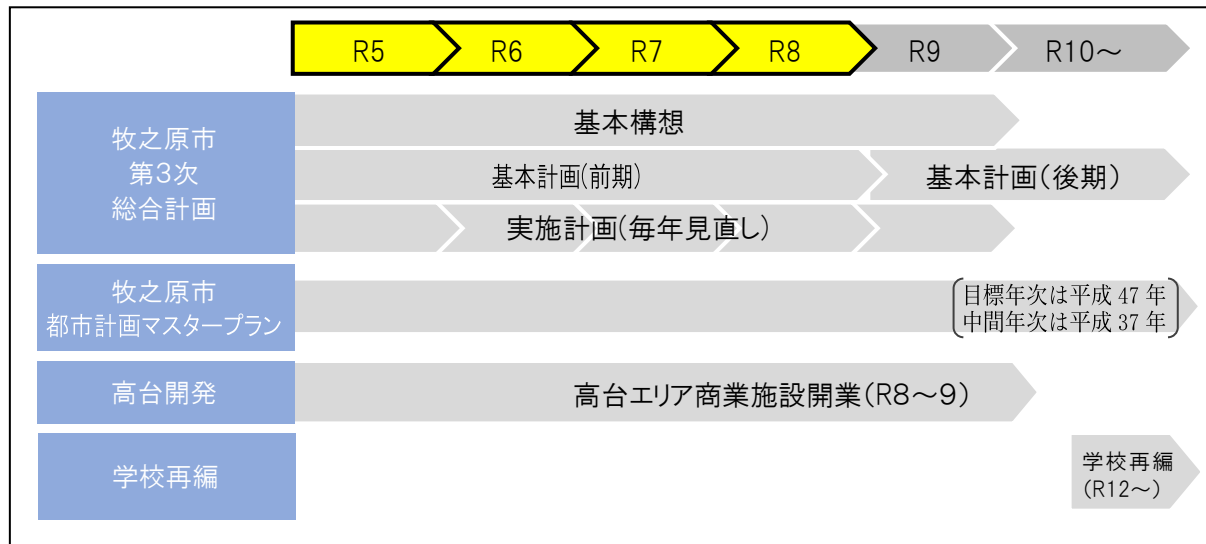 R5 R6 R7 R8 R9 R10～
牧之原市
第3次
総合計画
基本構想
基本計画(前期) 基本計画(後期)
実施計画(毎年見直し)
牧之原市
都市計画マスタープラン
目標年次は平成 47 年
中間年次は平成 37 年
高台開発
高台エリア商業施設開業(R8～9)
学校再編
学校再編
(R12～)